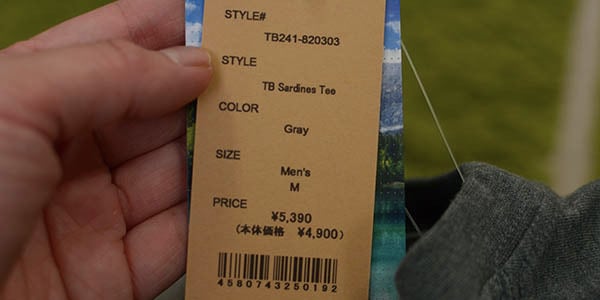 STYLE#
TB241-820303
STYLE
TB Sardines Tee
COLOR
Gray
SIZE
Men's
M
PRICE
¥5,390
(本体価格 ¥4,900)
4580743250192